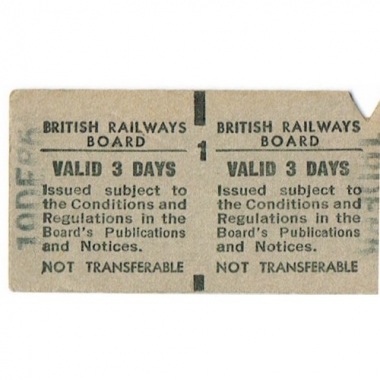 BRITISH RAILWAYS
BOARD
VALID 3 DAYS
Issued subject to
the Conditions and
Regulations in the
Board's Publications
and Notices.
NOT TRANSFERABLE
1
BRITISH RAILWAYS
BOARD
VALID 3 DAYS
Issued subject to
the Conditions and
Regulations in the
Board's Publications
and Notices.
NOT TRANSFERABLE